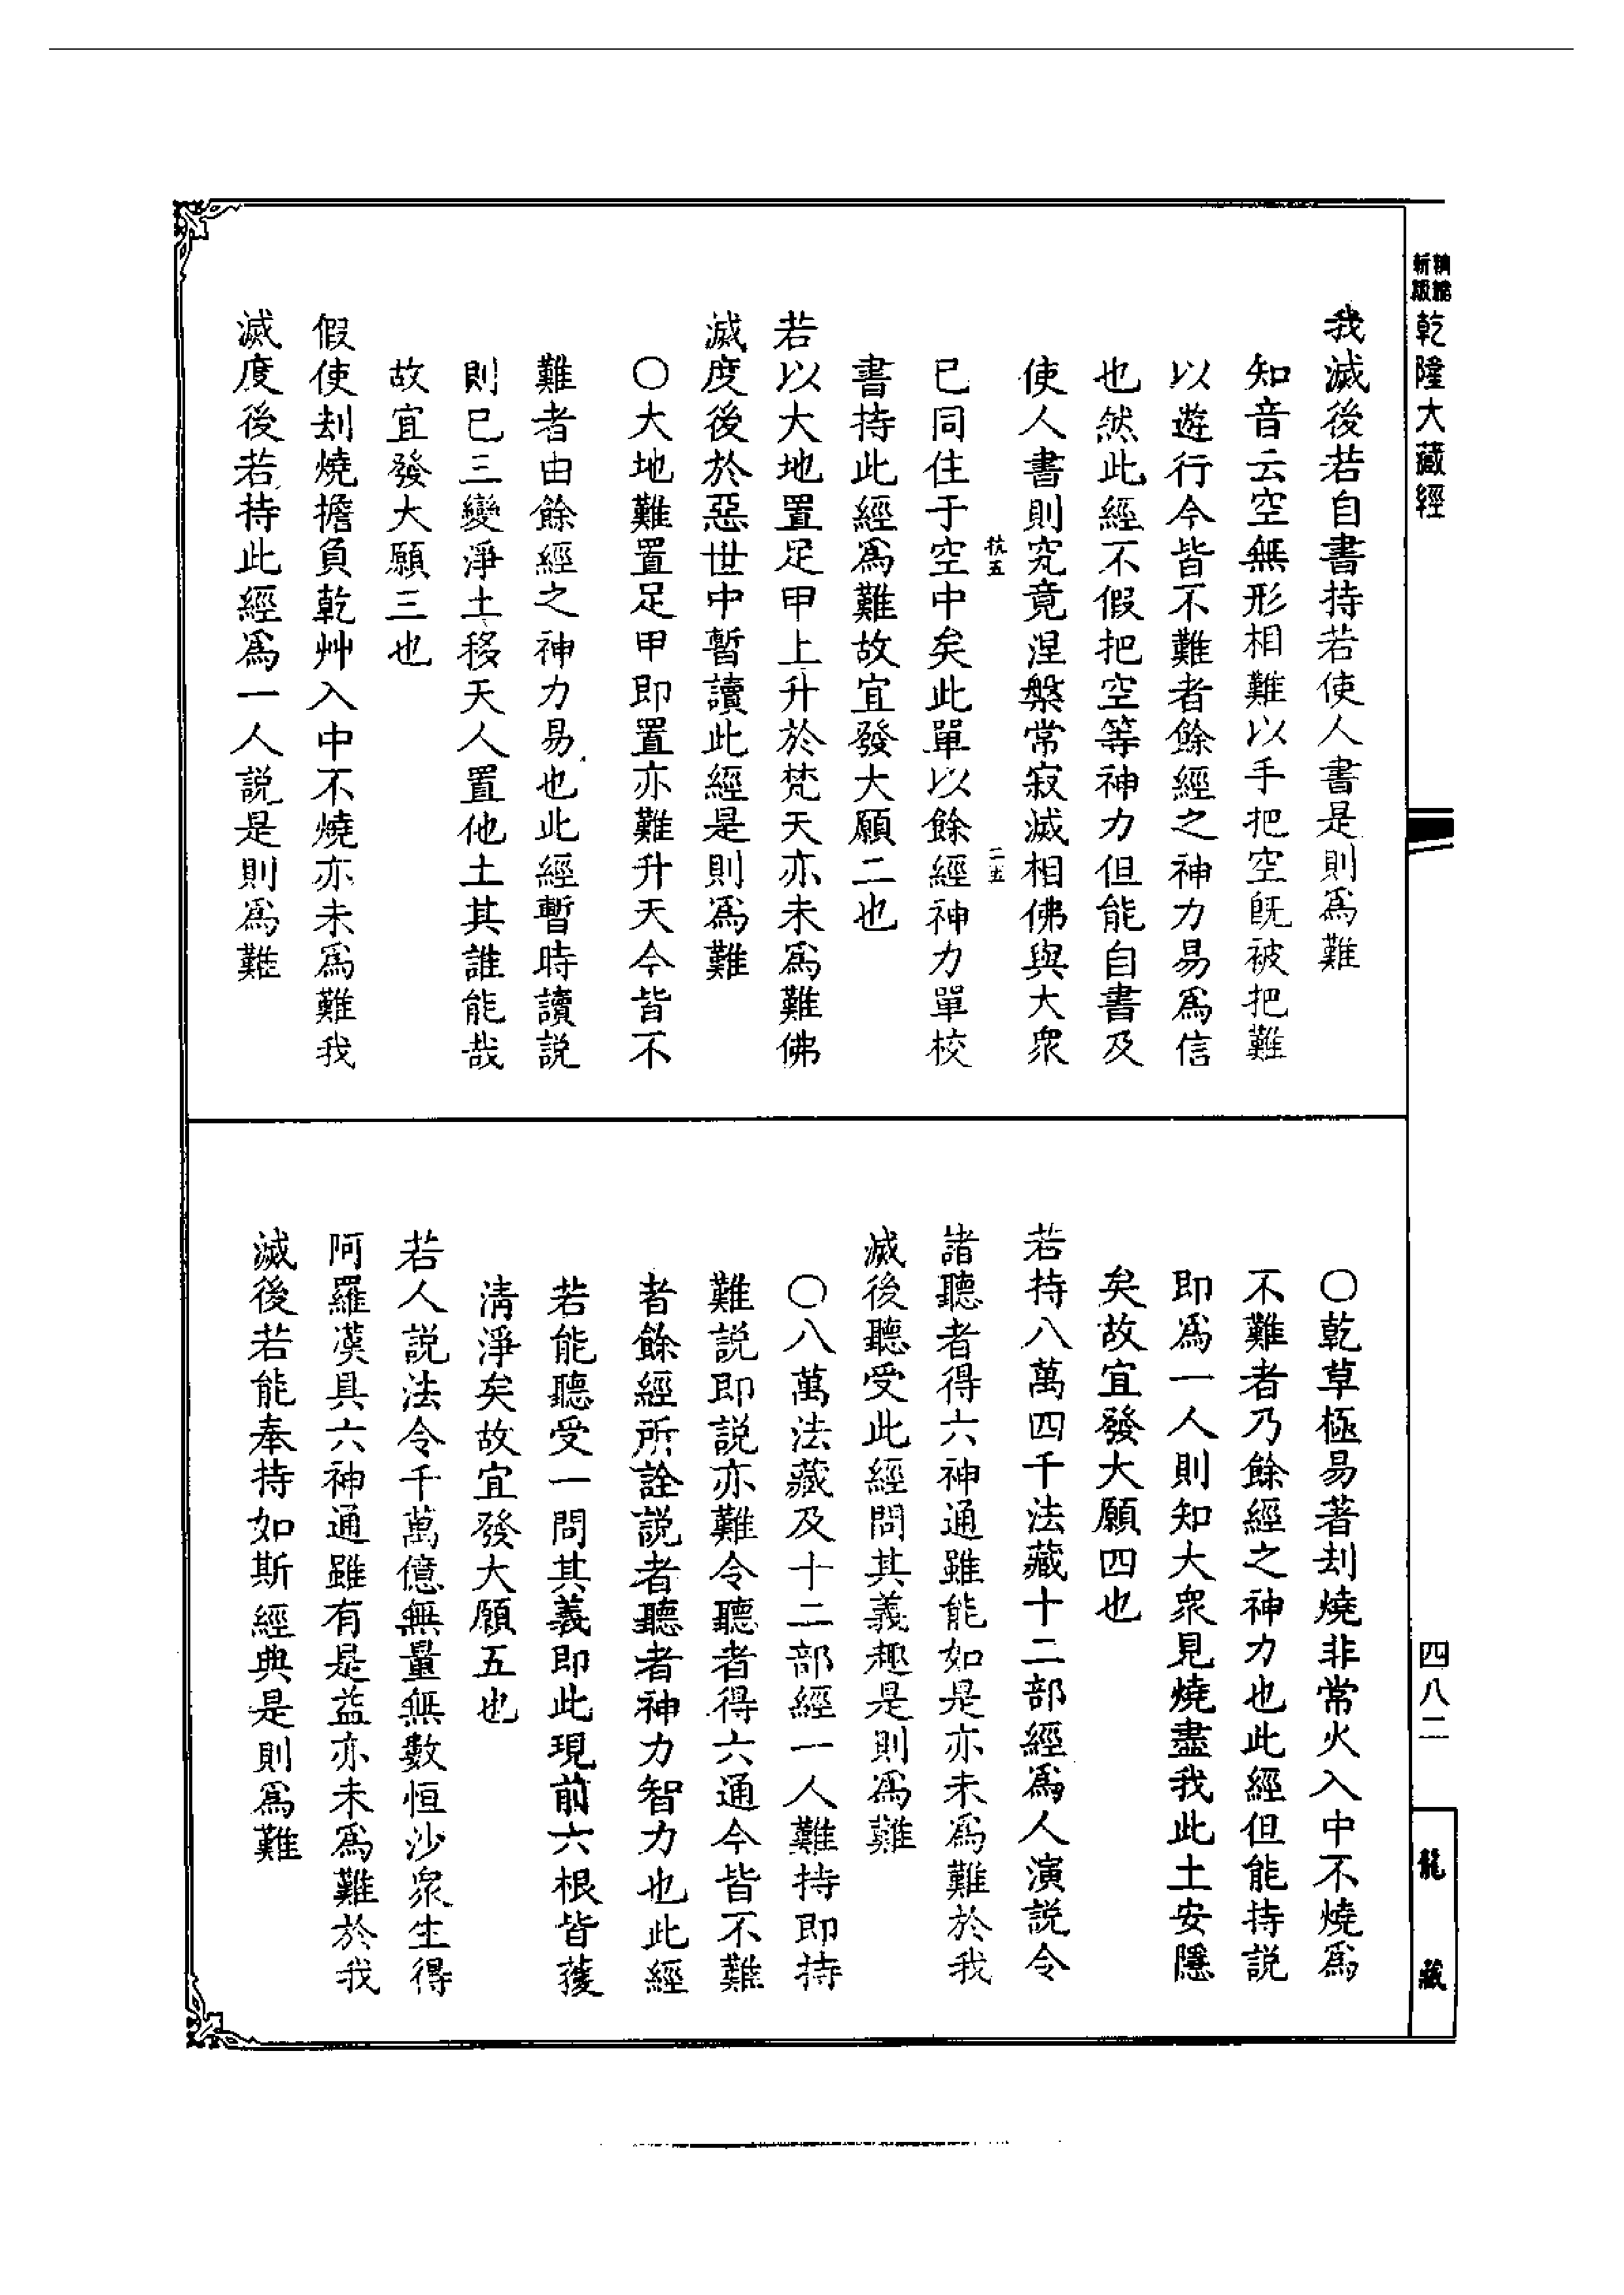 乾隆大藏經
我滅後若自書持若使人書是則爲難
知音云空無形相難以手把空旣被把難
以遊行今皆不難者餘經之神力易爲信
也然此經不假把空等神力但能自書及
使人書則究竟涅槃常寂滅相佛與大衆
已同住于空中矣此單以餘經神力單校
書持此經爲難故宜發大願二也
若以大地置足甲上升於梵天亦未爲難佛
滅度後於惡世中暫讀此經是則爲難
○大地難置足甲即置亦難升天今皆不
難者由餘經之神力易也此經暫時讀説
則已三變淨土移天人置他土其誰能哉
故宜發大願三也
假使刦燒擔負乾艸入中不燒亦未爲難我
滅度後若持此經爲一人説是則爲難
○乾草極易著刦燒非常火入中不燒爲
不難者乃餘經之神力也此經但能持説
即爲一人則知大衆見燒盡我此土安隱
矣故宜發大願四也
若持八萬四千法藏十二部經爲人演説令
諸聽者得六神通雖能如是亦未爲難於我
滅後聽受此經問其義趣是則爲難
○八萬法藏及十二部經一人難持即持
難説即説亦難令聽者得六通今皆不難
者餘經所詮説者聽者神力智力也此經
若能聽受一問其義即此現前六根皆獲
清淨矣故宜發大願五也
若人説法令千萬億無量無數恒沙衆生得
阿羅漢具六神通雖有是益亦未爲難於我
滅後若能奉持如斯經典是則爲難
四八二
龍藏